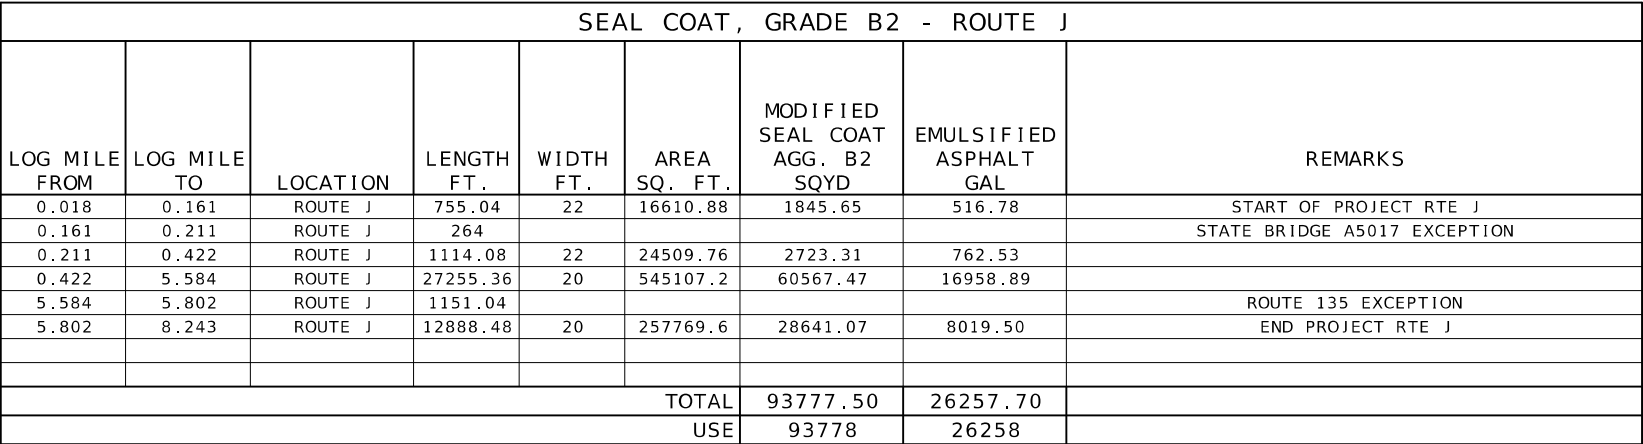 SEAL COAT, GRADE B2 - ROUTE J
LOG MILE FROM LOG MILE TO LOCATION LENGTH FT. WIDTH FT. AREA SQ. FT. MODIFIED SEAL COAT AGG. B2 SQYD EMULSIFIED ASPHALT GAL REMARKS
0.018 0.161 ROUTE J 755.04 22 16610.88 1845.65 516.78 START OF PROJECT RTE J
0.161 0.211 ROUTE J 264 STATE BRIDGE A5017 EXCEPTION
0.211 0.422 ROUTE J 1114.08 22 24509.76 2723.31 762.53
0.422 5.584 ROUTE J 27255.36 20 545107.2 60567.47 16958.89
5.584 5.802 ROUTE J 1151.04 ROUTE 135 EXCEPTION
5.802 8.243 ROUTE J 12888.48 20 257769.6 28641.07 8019.50 END PROJECT RTE J
TOTAL 93777.50 26257.70
USE 93778 26258